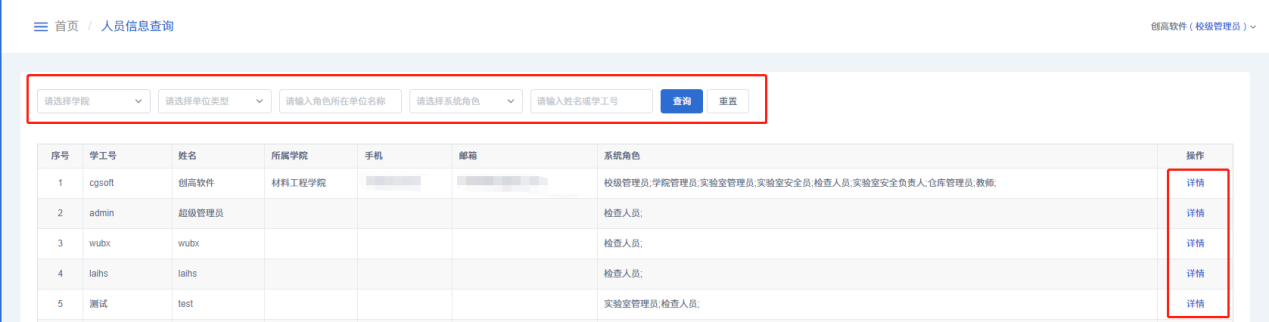 首页 / 人员信息查询
创高软件 ( 校级管理员 )
请选择学院 请选择单位类型 请输入角色所在单位名称 请选择系统角色 请输入姓名或学工号 查询 重置
序号 学工号 姓名 所属学院 手机 邮箱 系统角色 操作
1 cgsoft 创高软件 材料工程学院 校级管理员;学院管理员;实验室管理员;实验室安全员;检查人员;实验室安全负责人;仓库管理员;教师; 详情
2 admin 超级管理员 检查人员; 详情
3 wubx wubx 检查人员; 详情
4 laihs laihs 检查人员; 详情
5 测试 test 实验室管理员;检查人员; 详情